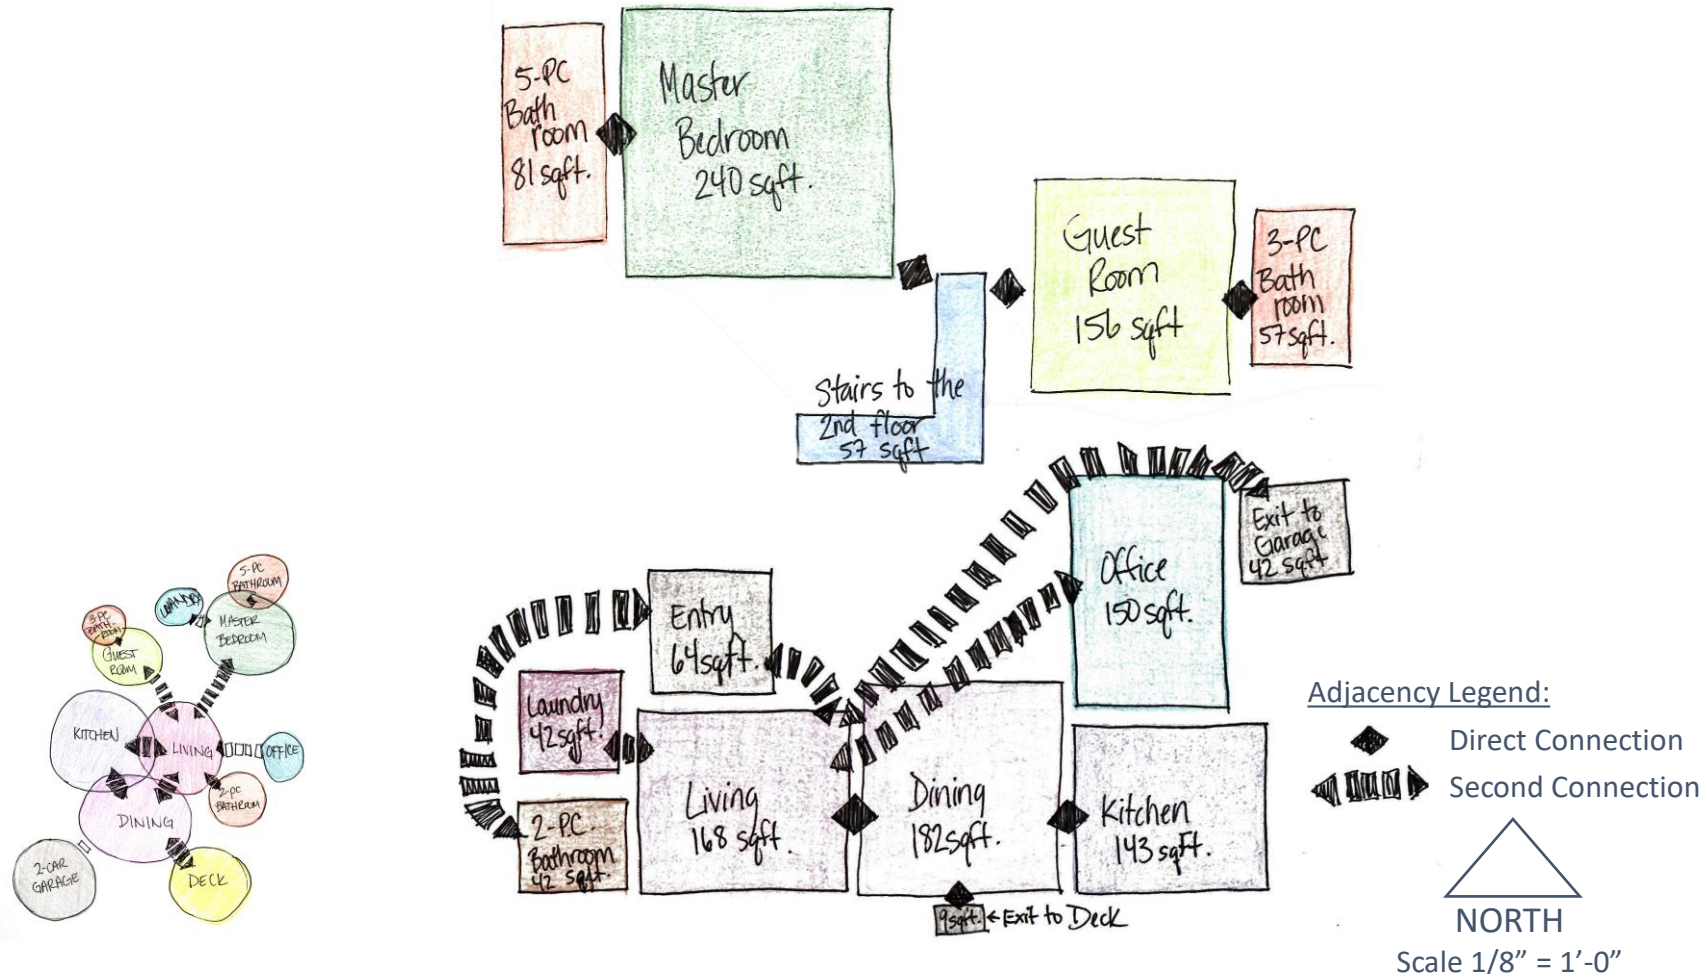 5-PC
Bath
room
81 sqft.
Master
Bedroom
240 sqft.
Guest
Room
156 sqft
3-PC
Bath
room
57 sqft.
Stairs to the
2nd floor
57 sqft
Exit to
Garage
42 sqft
Office
150 sqft.
Entry
64 sqft.
Laundry
42 sqft.
2-PC.
Bathroom
42 sqft.
Living
168 sqft.
Dining
182 sqft.
Kitchen
143 sqft.
9 sqft. ← Exit to Deck
5-PC
BATHROOM
LAUNDRY
MASTER
BEDROOM
3-PC
BATH-
ROOM
GUEST
ROOM
KITCHEN
LIVING
OFFICE
2-PC
BATHROOM
DINING
2-CAR
GARAGE
DECK
Adjacency Legend:
Direct Connection
Second Connection
NORTH
Scale 1/8” = 1’-0”